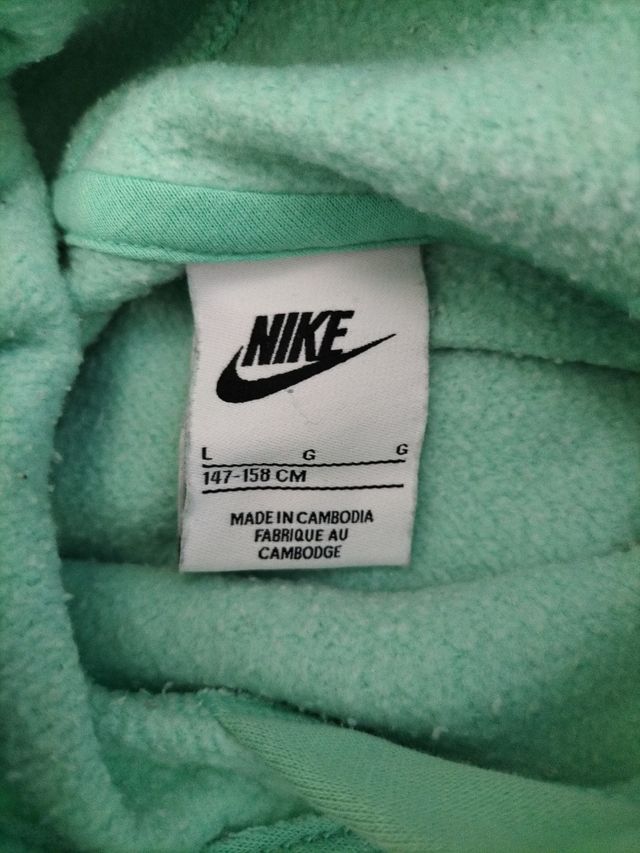 NIKE
L G G
147-158 CM
MADE IN CAMBODIA
FABRIQUE AU
CAMBODGE